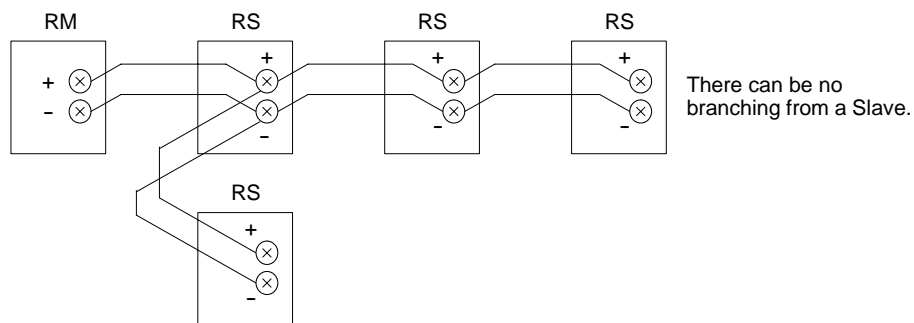 RM RS RS RS
+ + + +
- - - -
There can be no
branching from a Slave.
RS
+
-